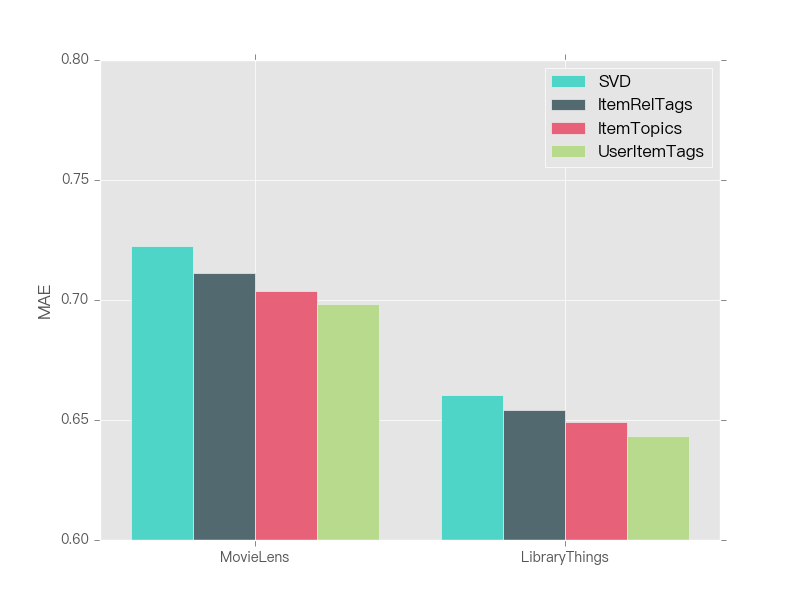 0.80
0.75
0.70
0.65
0.60
MAE
SVD
ItemRelTags
ItemTopics
UserItemTags
MovieLens
LibraryThings